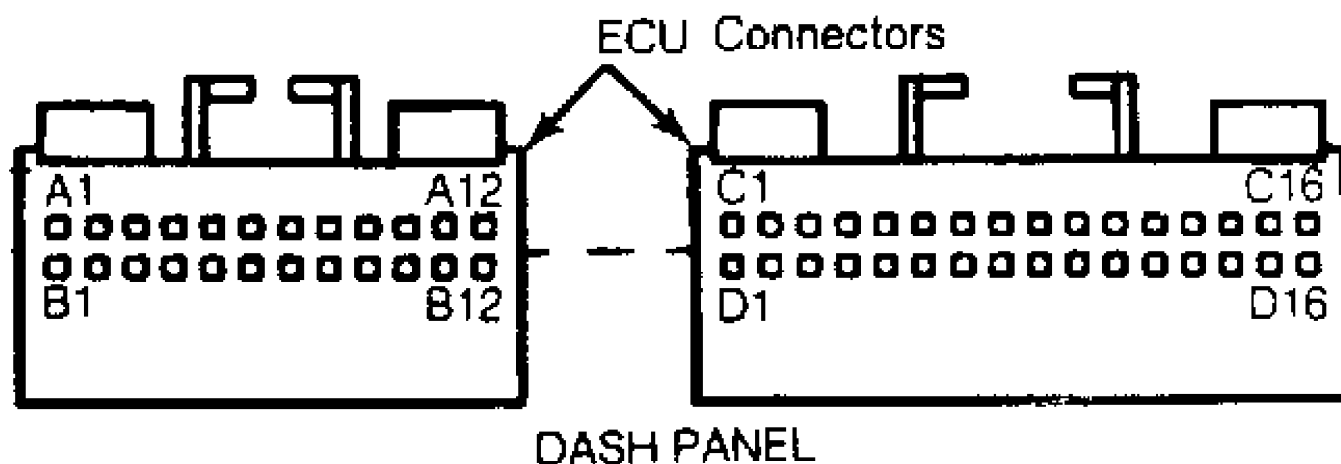 ECU Connectors
A1 A12 C1 C16
B1 B12 D1 D16
DASH PANEL